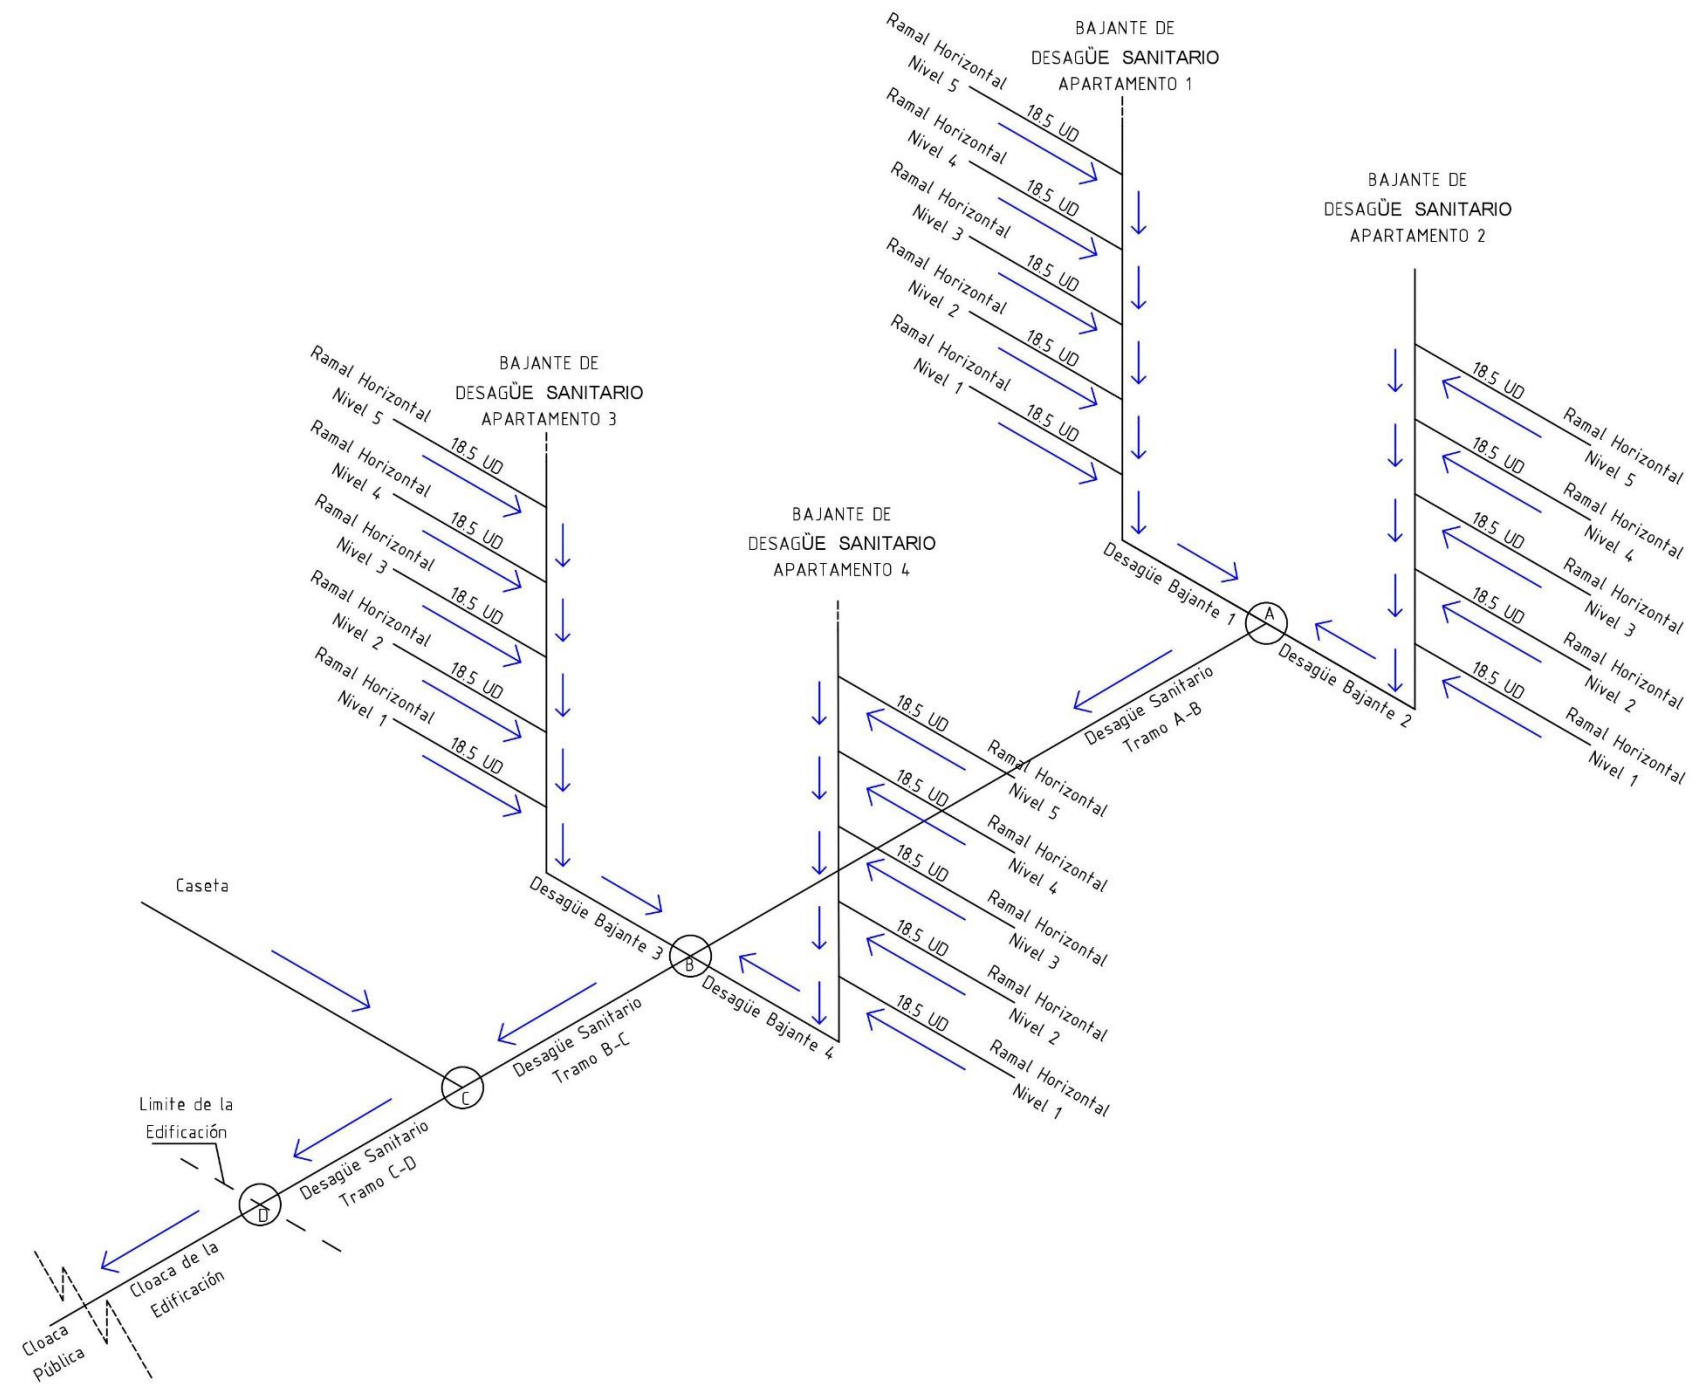 BAJANTE DE
DESAGÜE SANITARIO
APARTAMENTO 1
Ramal Horizontal
Nivel 5
18.5 UD
Ramal Horizontal
Nivel 4
18.5 UD
Ramal Horizontal
Nivel 3
18.5 UD
Ramal Horizontal
Nivel 2
18.5 UD
Ramal Horizontal
Nivel 1
18.5 UD
Desagüe Bajante 1
BAJANTE DE
DESAGÜE SANITARIO
APARTAMENTO 2
18.5 UD
Ramal Horizontal
Nivel 5
18.5 UD
Ramal Horizontal
Nivel 4
18.5 UD
Ramal Horizontal
Nivel 3
18.5 UD
Ramal Horizontal
Nivel 2
18.5 UD
Ramal Horizontal
Nivel 1
Desagüe Bajante 2
A
Desagüe Sanitario
Tramo A-B
BAJANTE DE
DESAGÜE SANITARIO
APARTAMENTO 3
Ramal Horizontal
Nivel 5
18.5 UD
Ramal Horizontal
Nivel 4
18.5 UD
Ramal Horizontal
Nivel 3
18.5 UD
Ramal Horizontal
Nivel 2
18.5 UD
Ramal Horizontal
Nivel 1
18.5 UD
Desagüe Bajante 3
BAJANTE DE
DESAGÜE SANITARIO
APARTAMENTO 4
18.5 UD
Ramal Horizontal
Nivel 5
18.5 UD
Ramal Horizontal
Nivel 4
18.5 UD
Ramal Horizontal
Nivel 3
18.5 UD
Ramal Horizontal
Nivel 2
18.5 UD
Ramal Horizontal
Nivel 1
Desagüe Bajante 4
B
Desagüe Sanitario
Tramo B-C
Caseta
C
Desagüe Sanitario
Tramo C-D
Limite de la
Edificación
D
Cloaca de la
Edificación
Cloaca
Pública